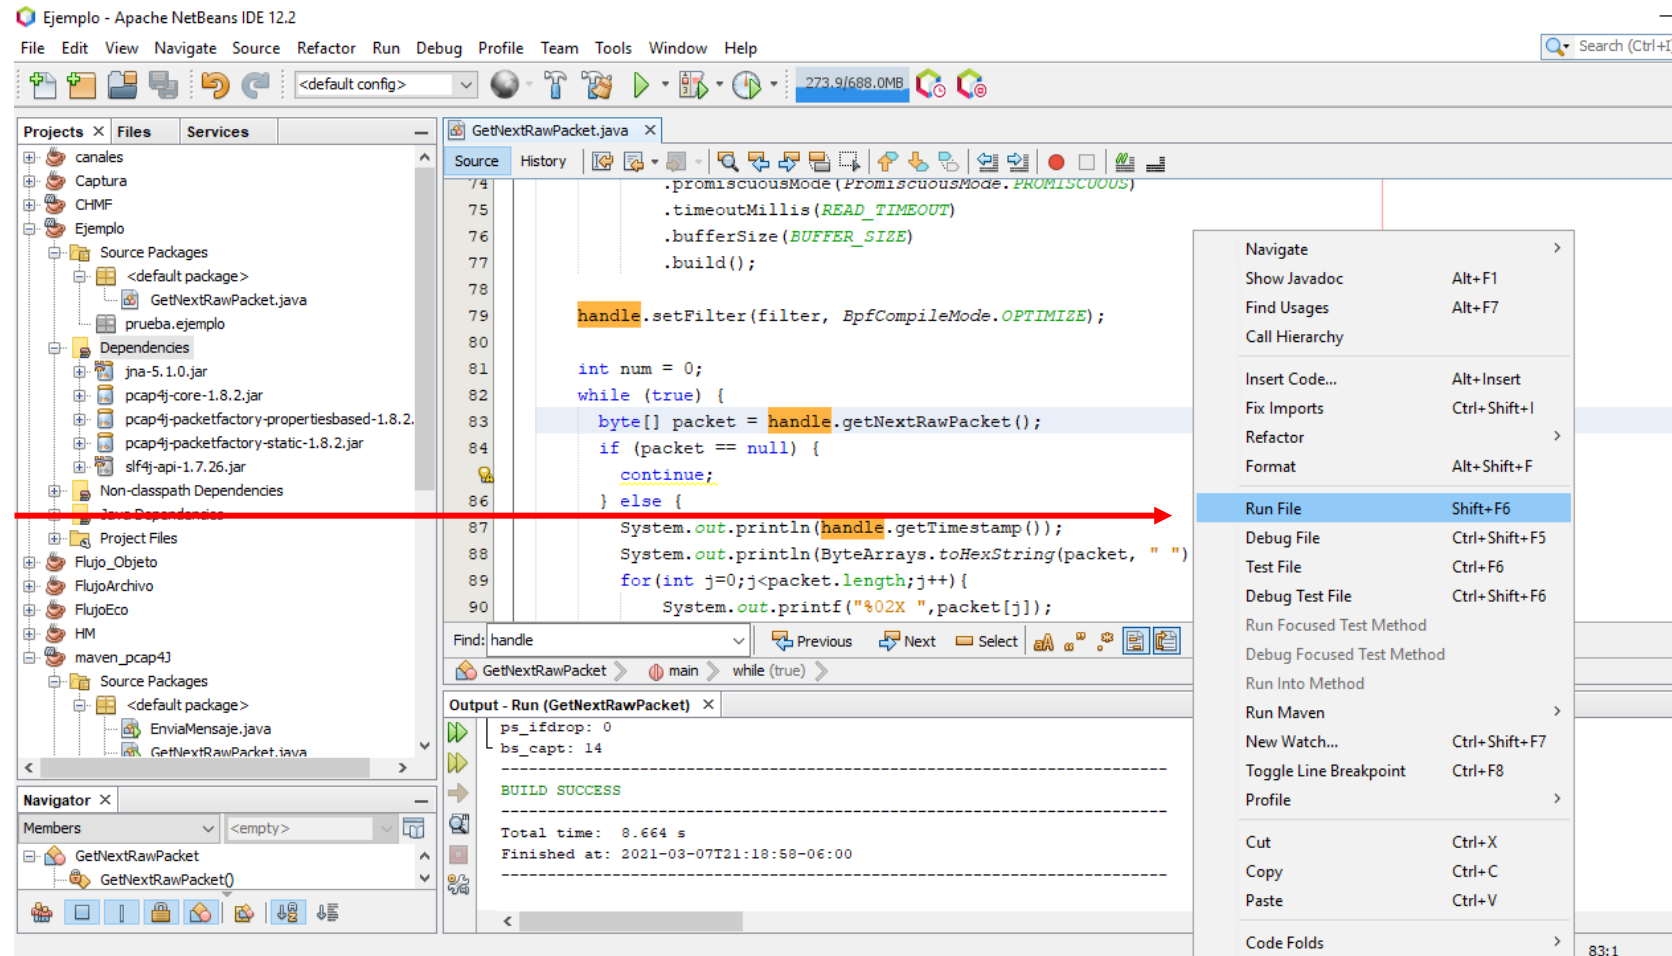 Ejemplo - Apache NetBeans IDE 12.2
File Edit View Navigate Source Refactor Run Debug Profile Team Tools Window Help
Search (Ctrl+I)
<default config>
273.9/688.0MB
Projects Files Services
canales
Captura
CHMF
Ejemplo
Source Packages
<default package>
GetNextRawPacket.java
prueba.ejemplo
Dependencies
jna-5.1.0.jar
pcap4j-core-1.8.2.jar
pcap4j-packetfactory-propertiesbased-1.8.2.
pcap4j-packetfactory-static-1.8.2.jar
slf4j-api-1.7.26.jar
Non-classpath Dependencies
Java Dependencies
Project Files
Flujo_Objeto
FlujoArchivo
FlujoEco
HM
maven_pcap4J
Source Packages
<default package>
EnviaMensaje.java
GetNextRawPacket.java
Navigator
Members
<empty>
GetNextRawPacket
GetNextRawPacket()
GetNextRawPacket.java
Source History
74 .promiscuousMode(PromiscuousMode.PROMISCUOUS)
75 .timeoutMillis(READ_TIMEOUT)
76 .bufferSize(BUFFER_SIZE)
77 .build();
78
79 handle.setFilter(filter, BpfCompileMode.OPTIMIZE);
80
81 int num = 0;
82 while (true) {
83 byte[] packet = handle.getNextRawPacket();
84 if (packet == null) {
continue;
86 } else {
87 System.out.println(handle.getTimestamp());
88 System.out.println(ByteArrays.toHexString(packet, " ")
89 for(int j=0;j<packet.length;j++){
90 System.out.printf("%02X ",packet[j]);
Find: handle
Previous Next Select
GetNextRawPacket main while (true)
Output - Run (GetNextRawPacket)
ps_ifdrop: 0
bs_capt: 14
------------------------------------------------------------------------
BUILD SUCCESS
------------------------------------------------------------------------
Total time: 8.664 s
Finished at: 2021-03-07T21:18:58-06:00
------------------------------------------------------------------------
Navigate
Show Javadoc Alt+F1
Find Usages Alt+F7
Call Hierarchy
Insert Code... Alt+Insert
Fix Imports Ctrl+Shift+I
Refactor
Format Alt+Shift+F
Run File Shift+F6
Debug File Ctrl+Shift+F5
Test File Ctrl+F6
Debug Test File Ctrl+Shift+F6
Run Focused Test Method
Debug Focused Test Method
Run Into Method
Run Maven
New Watch... Ctrl+Shift+F7
Toggle Line Breakpoint Ctrl+F8
Profile
Cut Ctrl+X
Copy Ctrl+C
Paste Ctrl+V
Code Folds
83:1